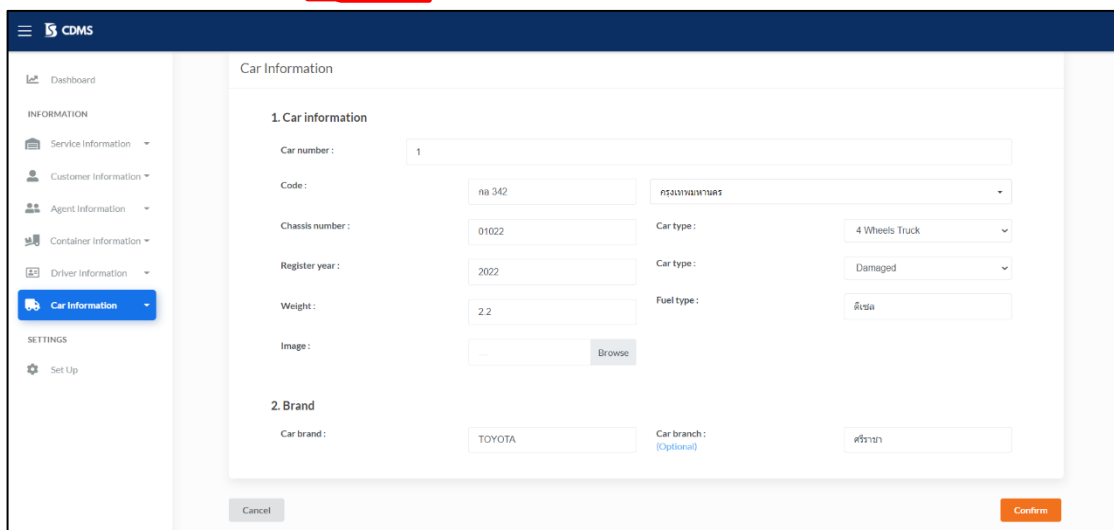 CDMS
Car Information
Dashboard
INFORMATION
Service Information
Customer Information
Agent Information
Container Information
Driver Information
Car Information
SETTINGS
Set Up
1. Car information
Car number : 1
Code : กอ 342 กรุงเทพมหานคร
Chassis number : 01022 Car type : 4 Wheels Truck
Register year : 2022 Car type : Damaged
Weight : 2.2 Fuel type : ดีเซล
Image : .... Browse
2. Brand
Car brand : TOYOTA Car branch : ศรีราชา
(Optional)
Cancel Confirm